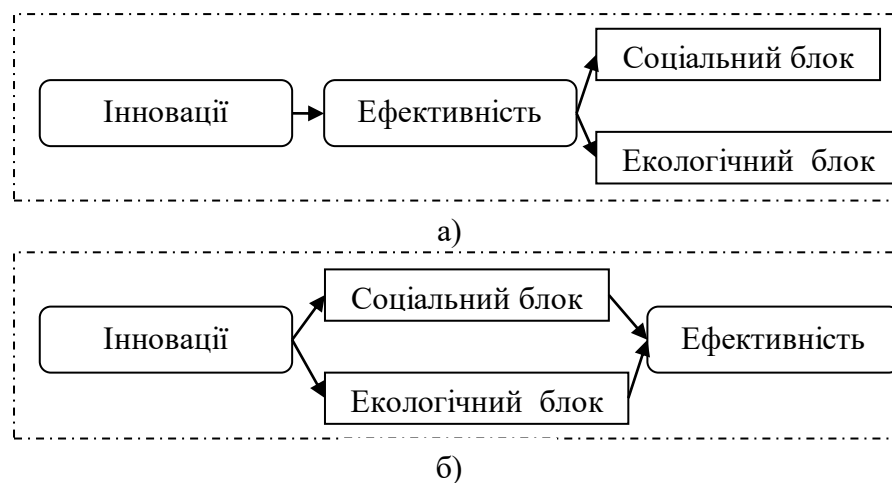 Соціальний блок
Інновації
Ефективність
Екологічний блок
а)
Соціальний блок
Інновації
Ефективність
Екологічний блок
б)